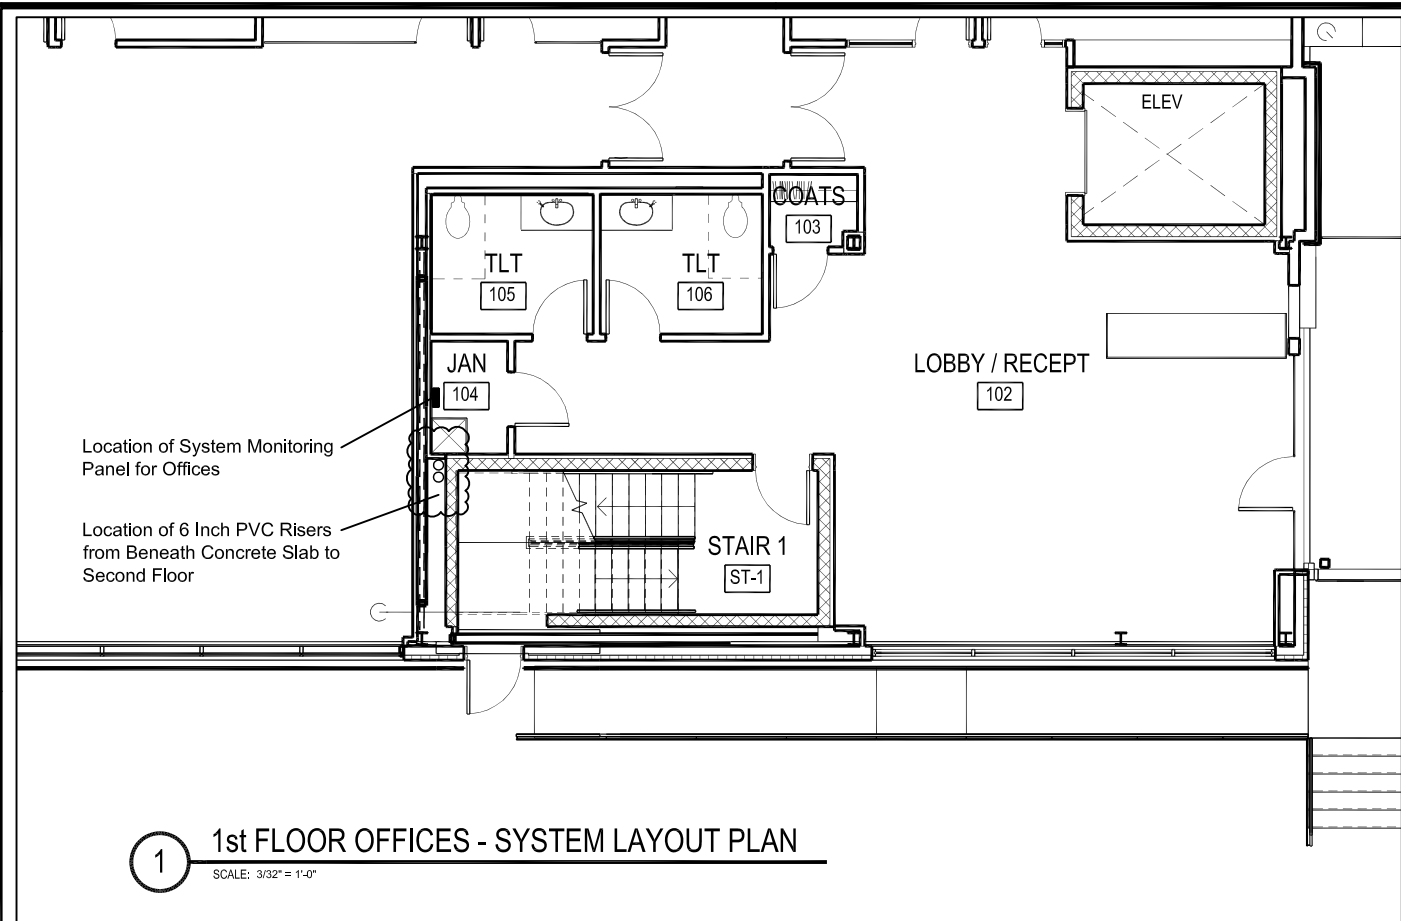 ELEV
COATS
103
TLT
105
TLT
106
JAN
104
LOBBY / RECEPT
102
Location of System Monitoring
Panel for Offices
Location of 6 Inch PVC Risers
from Beneath Concrete Slab to
Second Floor
STAIR 1
ST-1
1
1st FLOOR OFFICES - SYSTEM LAYOUT PLAN
SCALE: 3/32" = 1'-0"